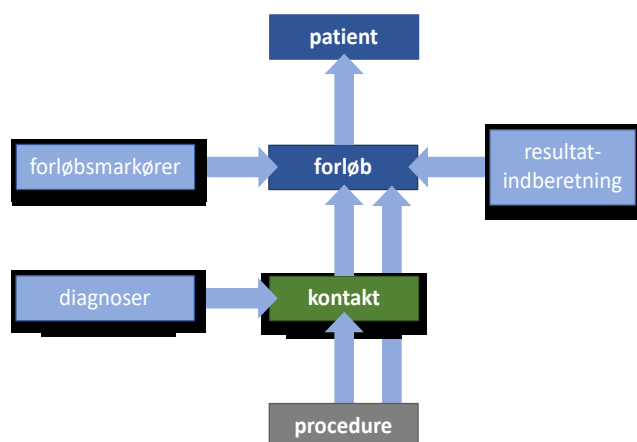 patient
forløbsmarkører
forløb
resultat-
indberetning
diagnoser
kontakt
procedure